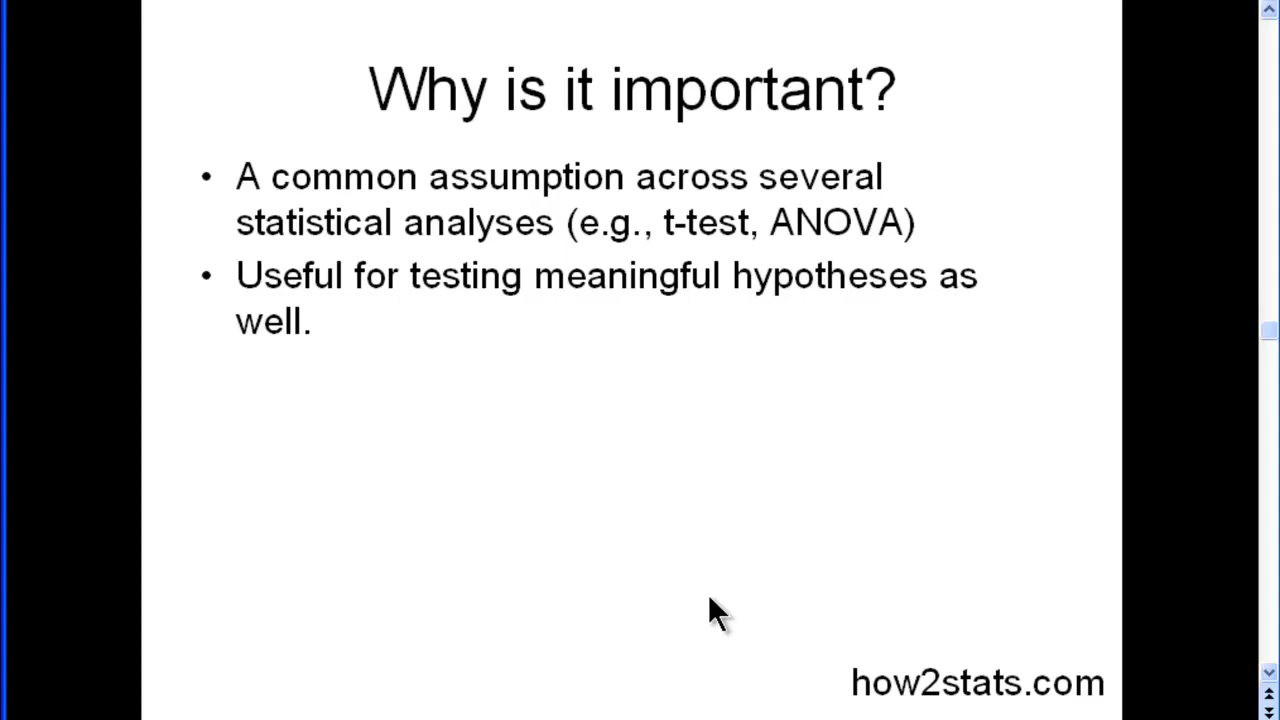 Why is it important?
• A common assumption across several
statistical analyses (e.g., t-test, ANOVA)
• Useful for testing meaningful hypotheses as
well.
how2stats.com